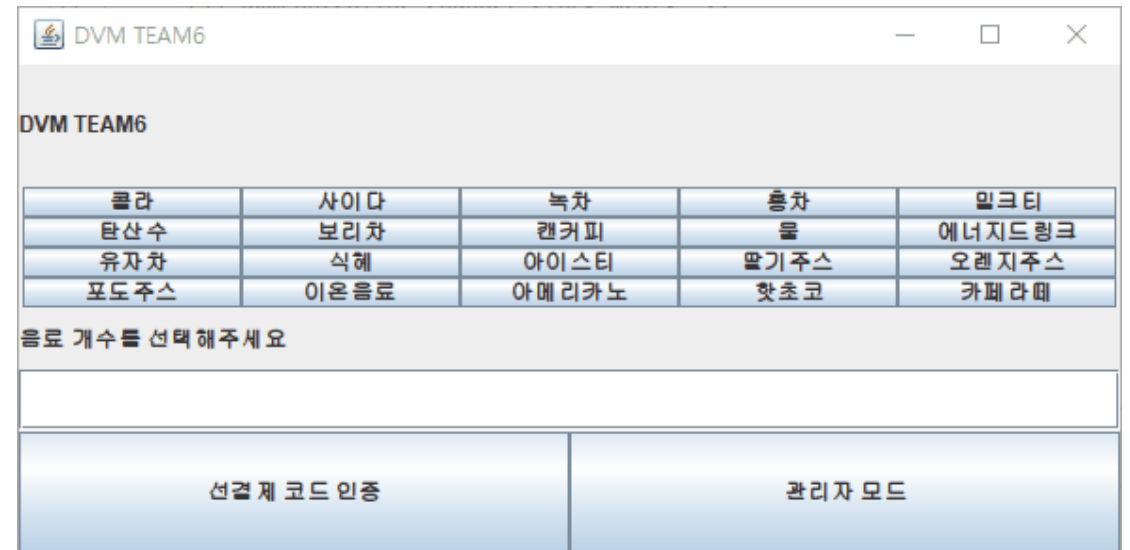 DVM TEAM6
DVM TEAM6
콜라 사이다 녹차 홍차 밀크티
탄산수 보리차 캔커피 물 에너지드링크
유자차 식혜 아이스티 딸기주스 오렌지주스
포도주스 이온음료 아메리카노 핫초코 카페라떼
음료 개수를 선택해주세요
선결제 코드 인증 관리자 모드